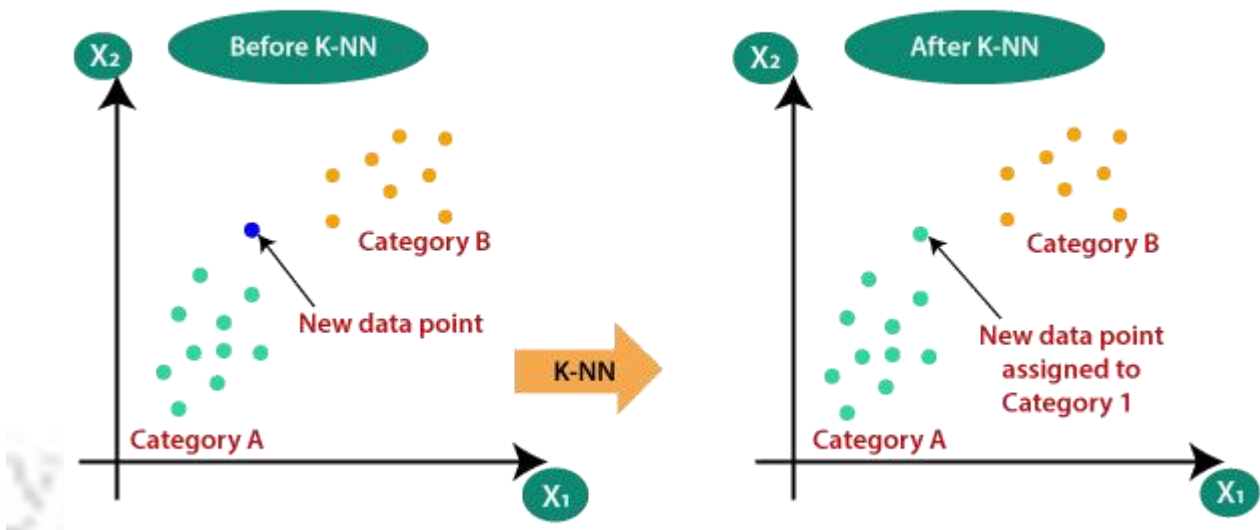 Before K-NN
X₂
Category B
New data point
Category A
X₁
K-NN
After K-NN
X₂
Category B
New data point
assigned to
Category 1
Category A
X₁